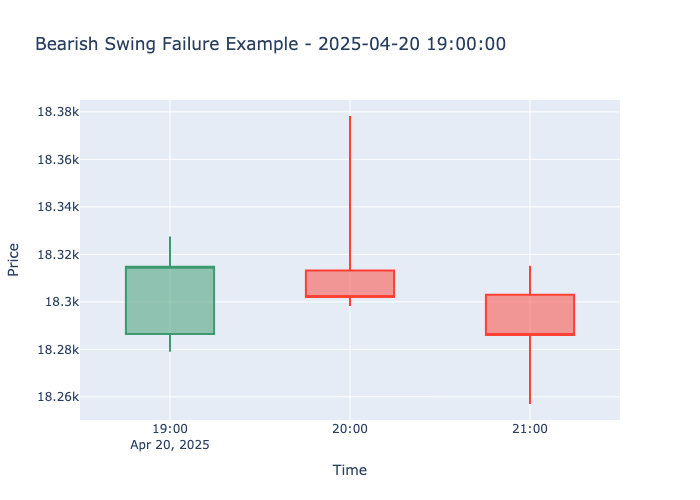 Bearish Swing Failure Example - 2025-04-20 19:00:00
Price
18.38k
18.36k
18.34k
18.32k
18.3k
18.28k
18.26k
19:00
Apr 20, 2025
20:00
21:00
Time